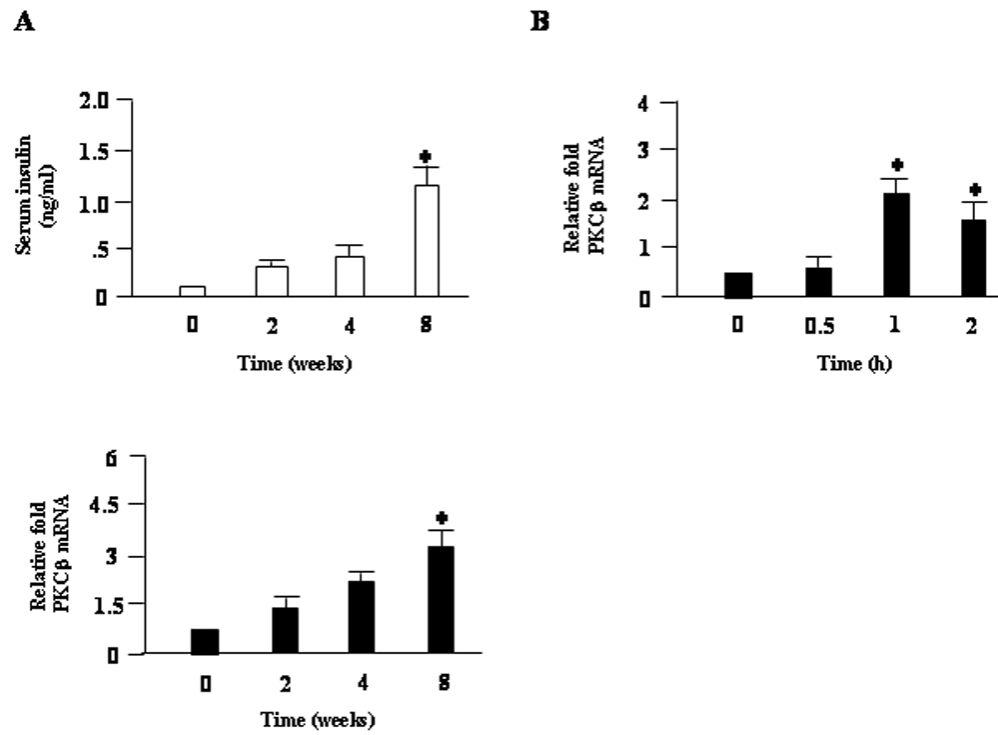 A
B
2.0
1.5
1.0
.5
0
Serum insulin
(ng/ml)
0 2 4 8
Time (weeks)
4
3
2
1
0
Relative fold
PKCβ mRNA
0 0.5 1 2
Time (h)
6
4.5
3
1.5
0
Relative fold
PKCβ mRNA
0 2 4 8
Time (weeks)